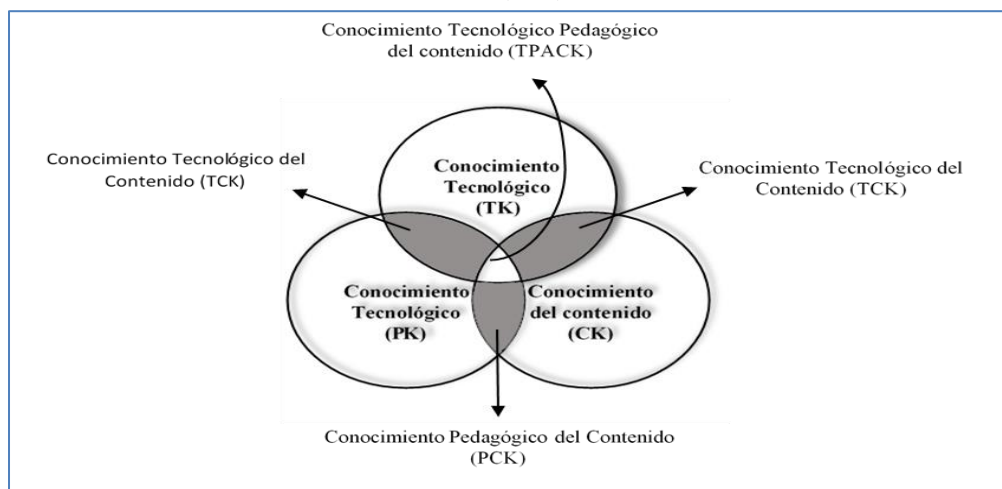 Conocimiento Tecnológico Pedagógico
del contenido (TPACK)
Conocimiento Tecnológico del
Contenido (TCK)
Conocimiento
Tecnológico
(TK)
Conocimiento Tecnológico del
Contenido (TCK)
Conocimiento
Tecnológico
(PK)
Conocimiento
del contenido
(CK)
Conocimiento Pedagógico del Contenido
(PCK)